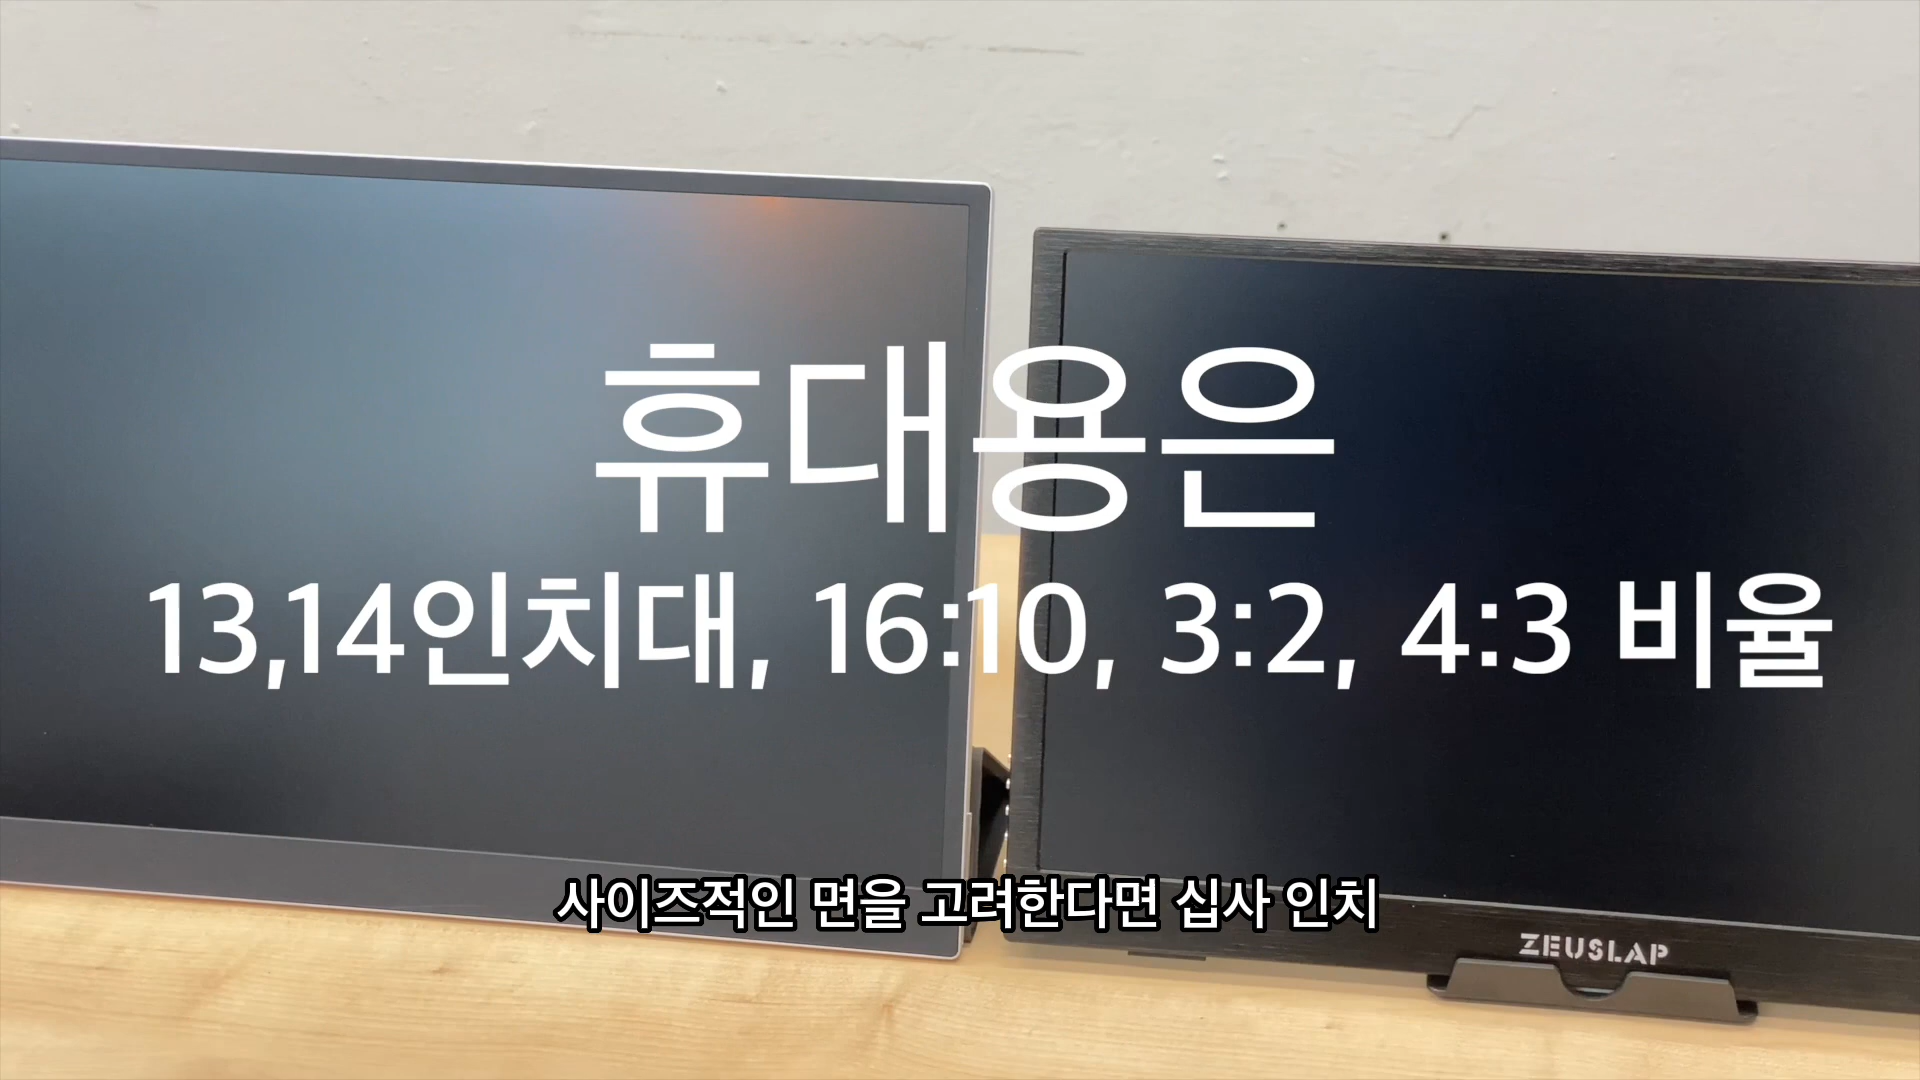 휴대용은
13,14인치대, 16:10, 3:2, 4:3 비율
사이즈적인 면을 고려한다면 십사 인치
ZEUSLAP